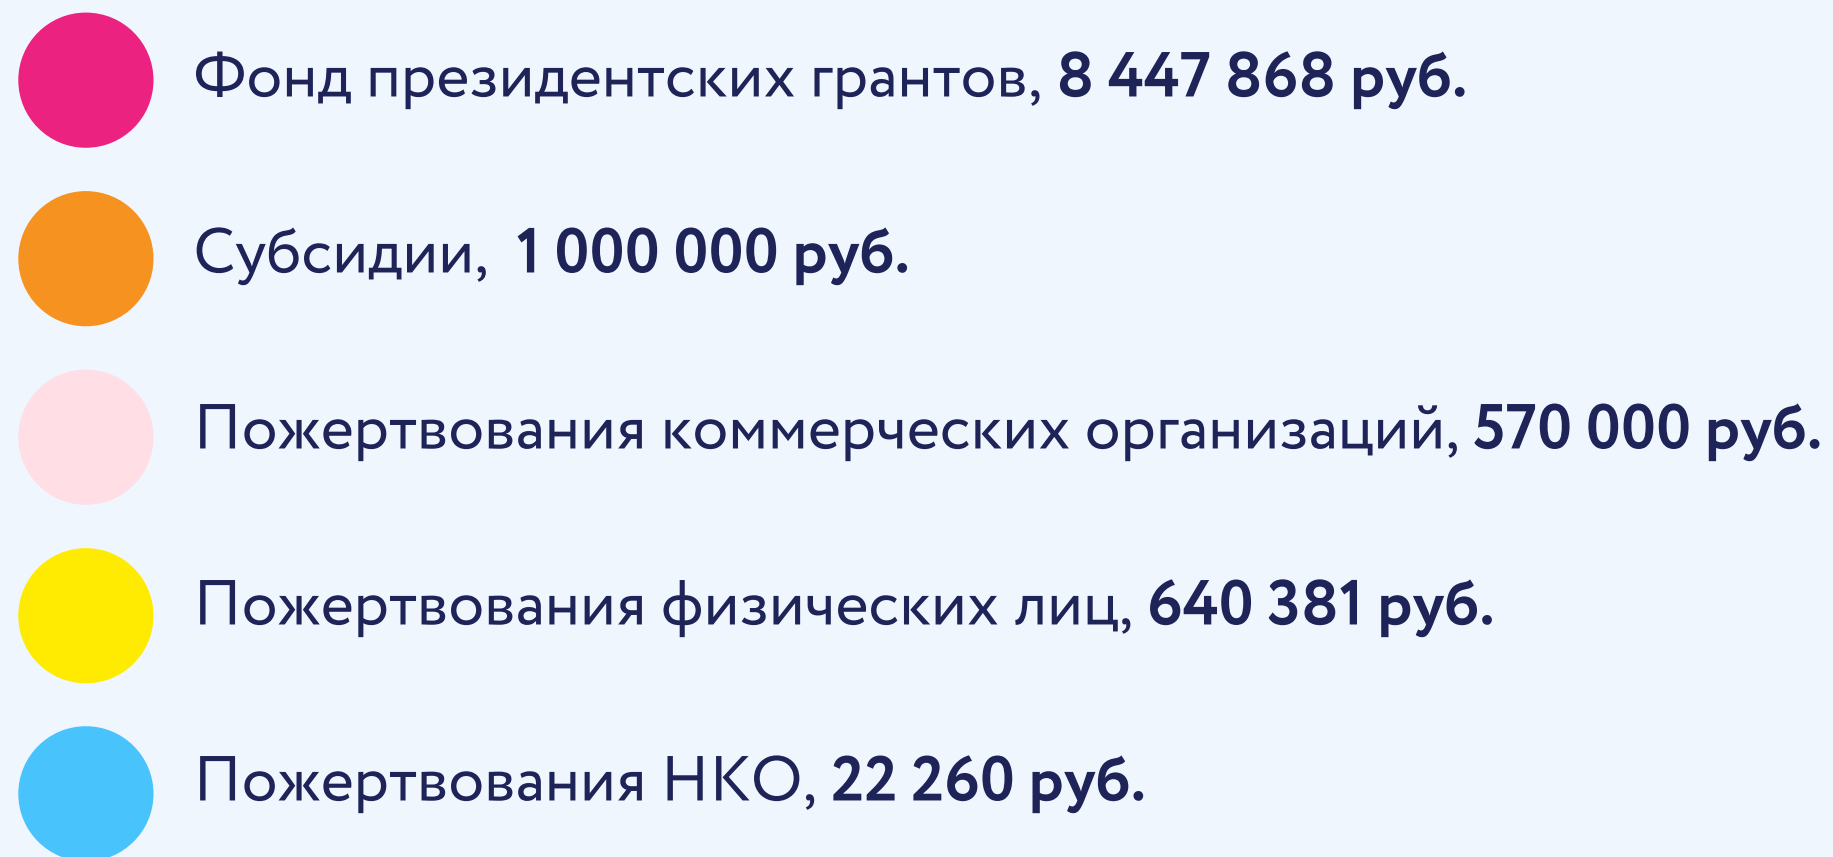 Фонд президентских грантов, 8 447 868 руб.
Субсидии, 1 000 000 руб.
Пожертвования коммерческих организаций, 570 000 руб.
Пожертвования физических лиц, 640 381 руб.
Пожертвования НКО, 22 260 руб.